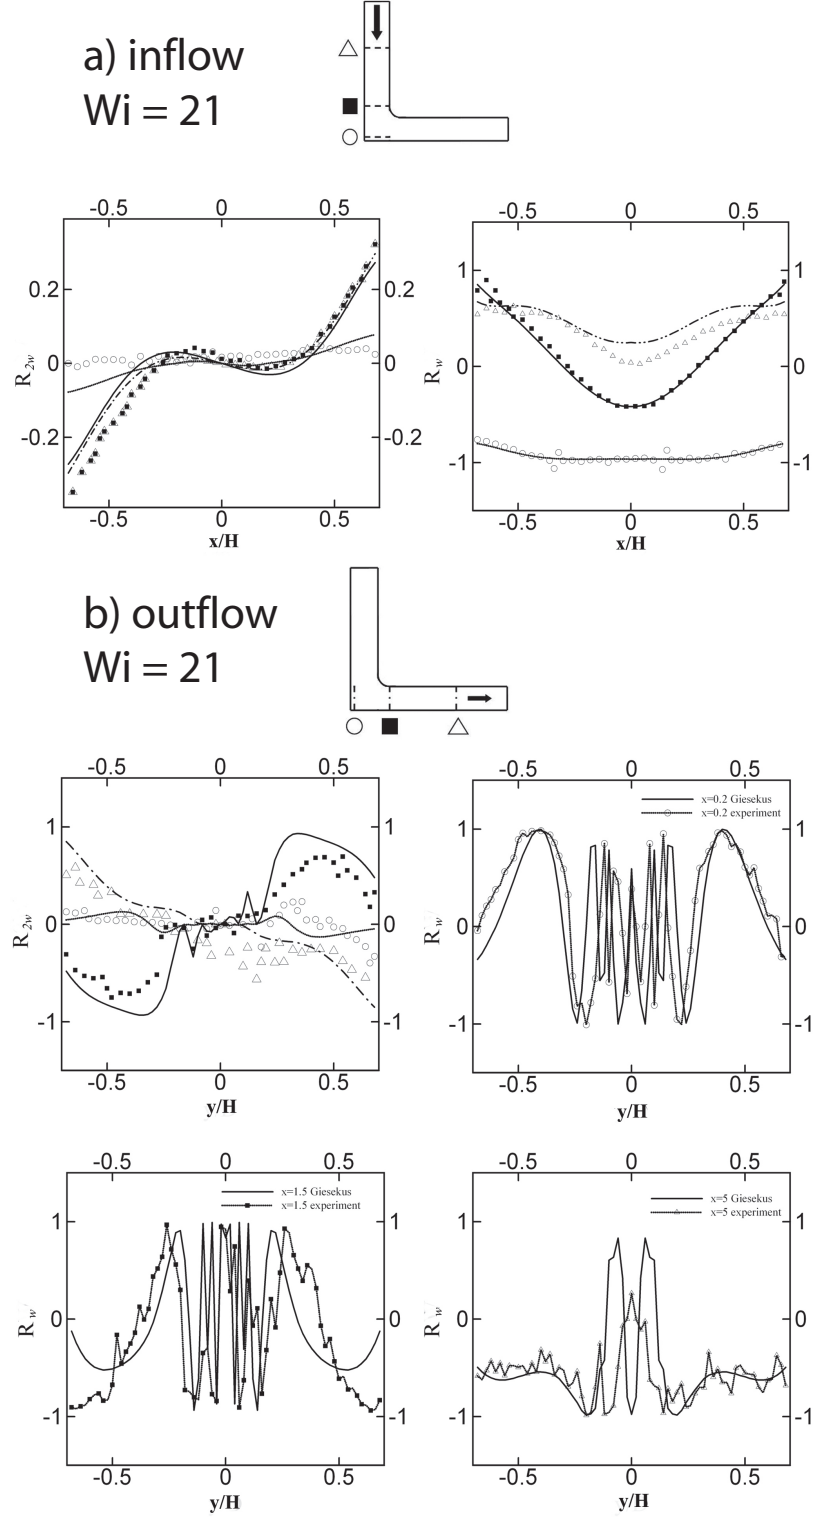 a) inflow
Wi = 21
-0.5 0 0.5
0.2 0.2
0 0
-0.2 -0.2
R2w
-0.5 0 0.5
x/H
-0.5 0 0.5
1 1
0 0
-1 -1
Rw
-0.5 0 0.5
x/H
b) outflow
Wi = 21
-0.5 0 0.5
1 1
0 0
-1 -1
R2w
-0.5 0 0.5
y/H
-0.5 0 0.5
x=0.2 Giesekus
x=0.2 experiment
1 1
0 0
-1 -1
Rw
-0.5 0 0.5
y/H
-0.5 0 0.5
x=1.5 Giesekus
x=1.5 experiment
1 1
0 0
-1 -1
Rw
-0.5 0 0.5
y/H
-0.5 0 0.5
x=5 Giesekus
x=5 experiment
1 1
0 0
-1 -1
Rw
-0.5 0 0.5
y/H